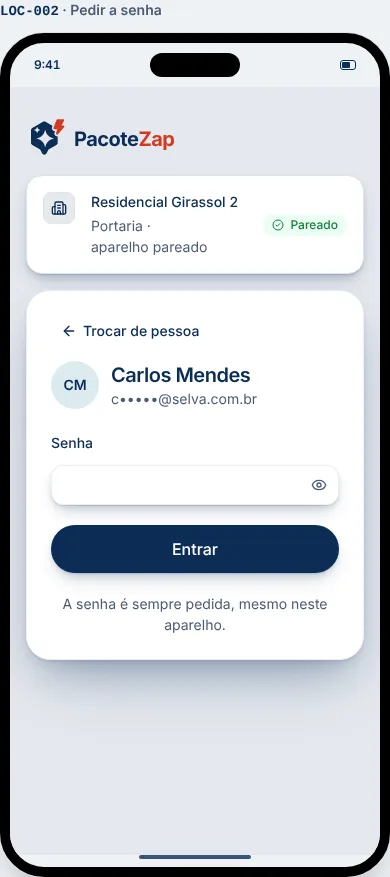 LOC-002 · Pedir a senha
9:41
PacoteZap
Residencial Girassol 2
Portaria ·
aparelho pareado
Pareado
Trocar de pessoa
CM
Carlos Mendes
c•••••@selva.com.br
Senha
Entrar
A senha é sempre pedida, mesmo neste
aparelho.